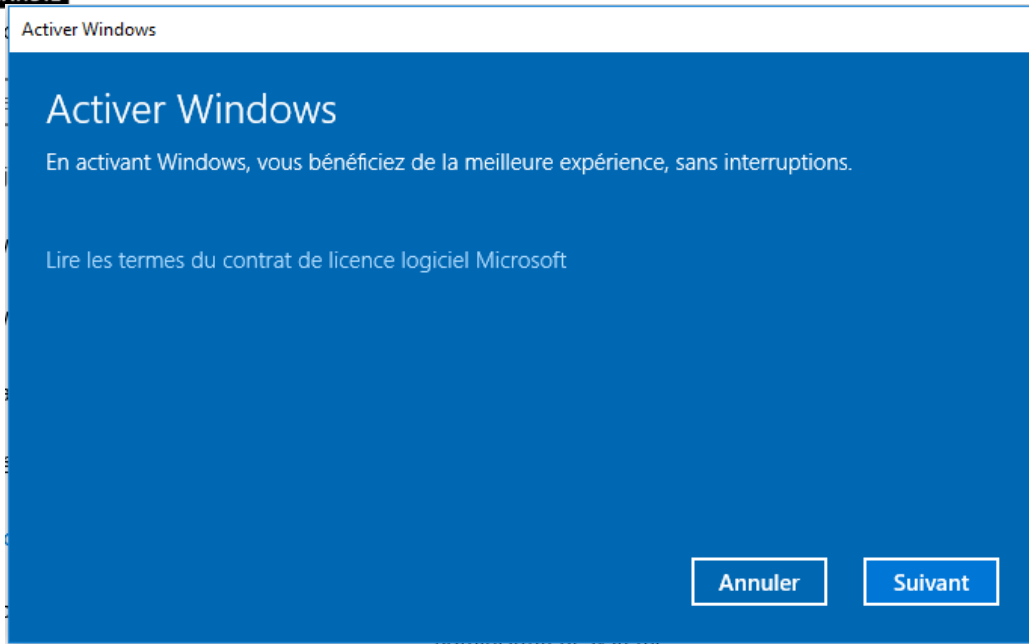 Activer Windows
Activer Windows
En activant Windows, vous bénéficiez de la meilleure expérience, sans interruptions.
Lire les termes du contrat de licence logiciel Microsoft
Annuler Suivant